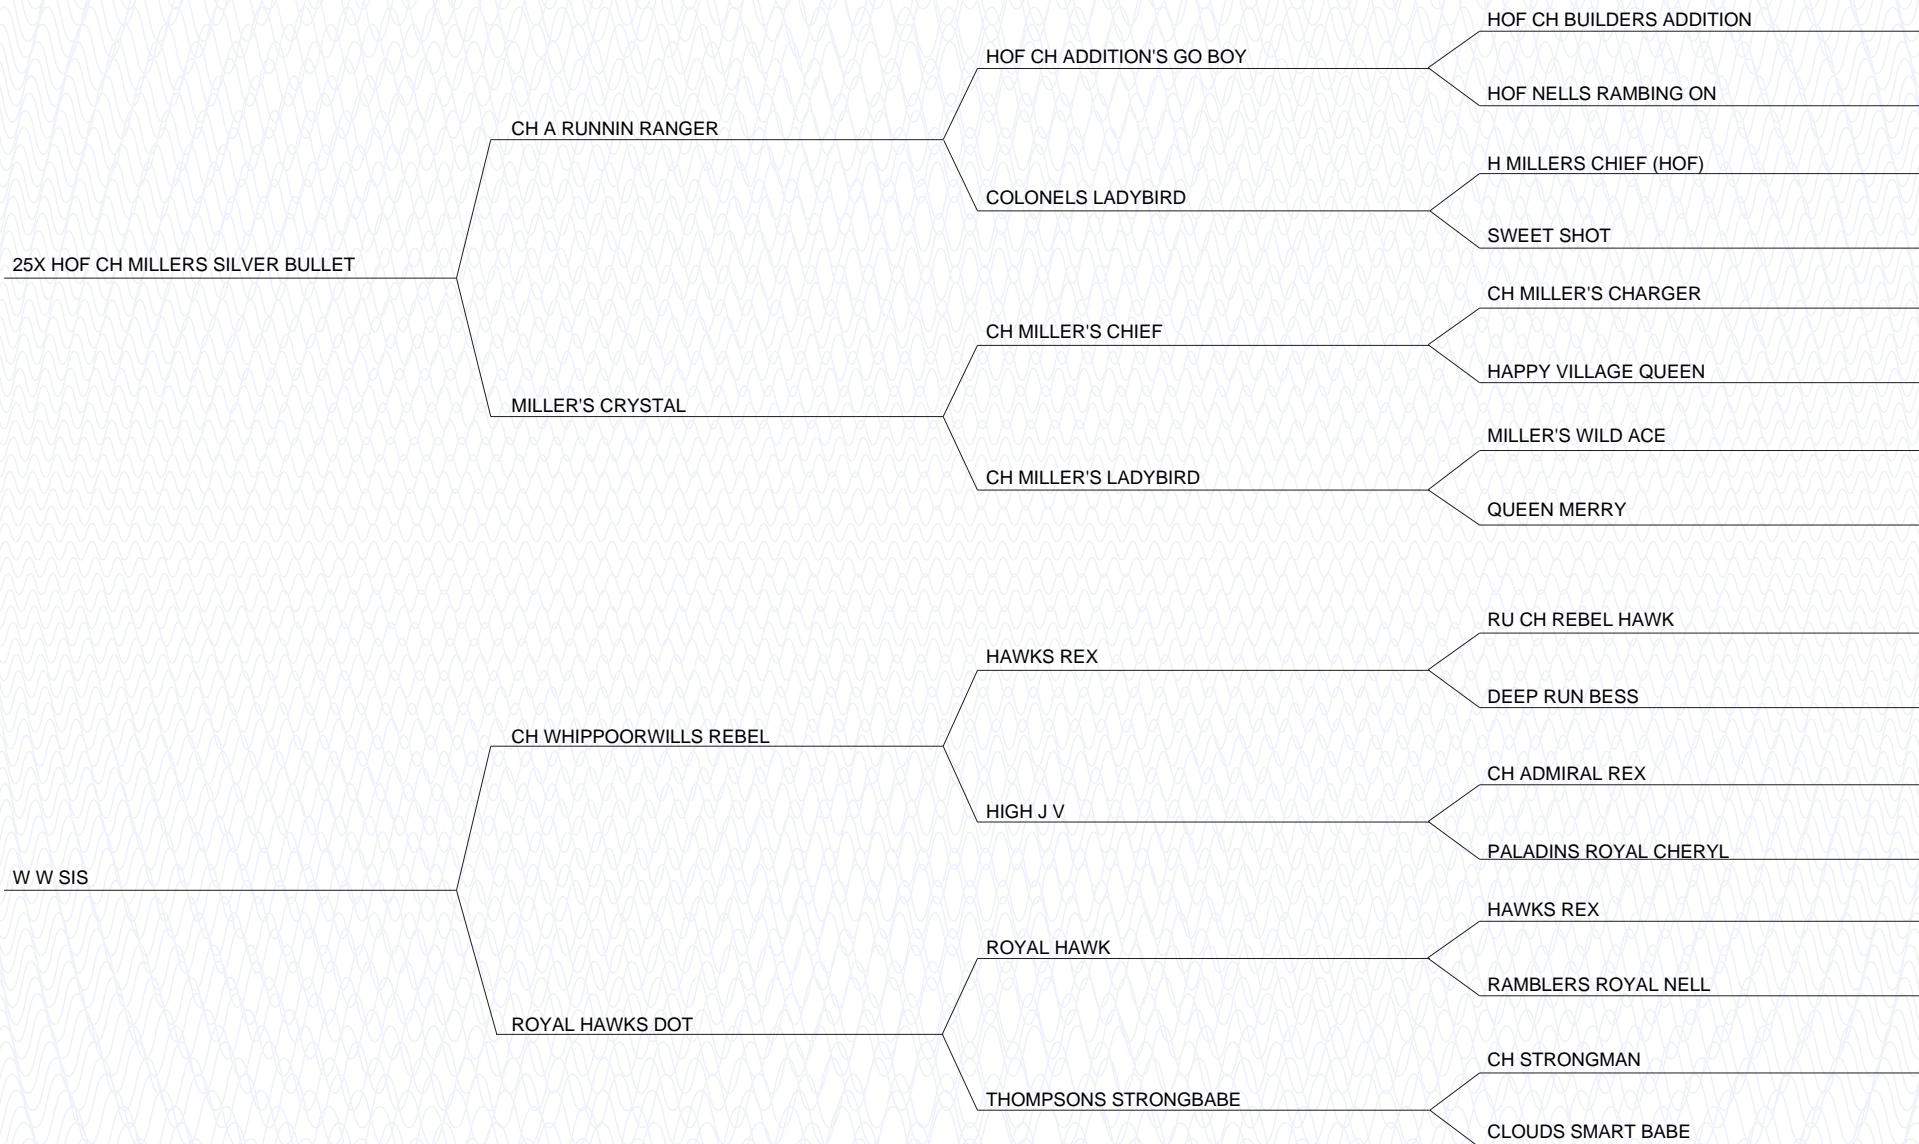 HOF CH BUILDERS ADDITION
HOF CH ADDITION'S GO BOY
HOF NELLS RAMBING ON
CH A RUNNIN RANGER
H MILLERS CHIEF (HOF)
COLONELS LADYBIRD
SWEET SHOT
25X HOF CH MILLERS SILVER BULLET
CH MILLER'S CHARGER
CH MILLER'S CHIEF
HAPPY VILLAGE QUEEN
MILLER'S CRYSTAL
MILLER'S WILD ACE
CH MILLER'S LADYBIRD
QUEEN MERRY
RU CH REBEL HAWK
HAWKS REX
DEEP RUN BESS
CH WHIPPOORWILLS REBEL
CH ADMIRAL REX
HIGH J V
PALADINS ROYAL CHERYL
W W SIS
HAWKS REX
ROYAL HAWK
RAMBLERS ROYAL NELL
ROYAL HAWKS DOT
CH STRONGMAN
THOMPSONS STRONGBABE
CLOUDS SMART BABE